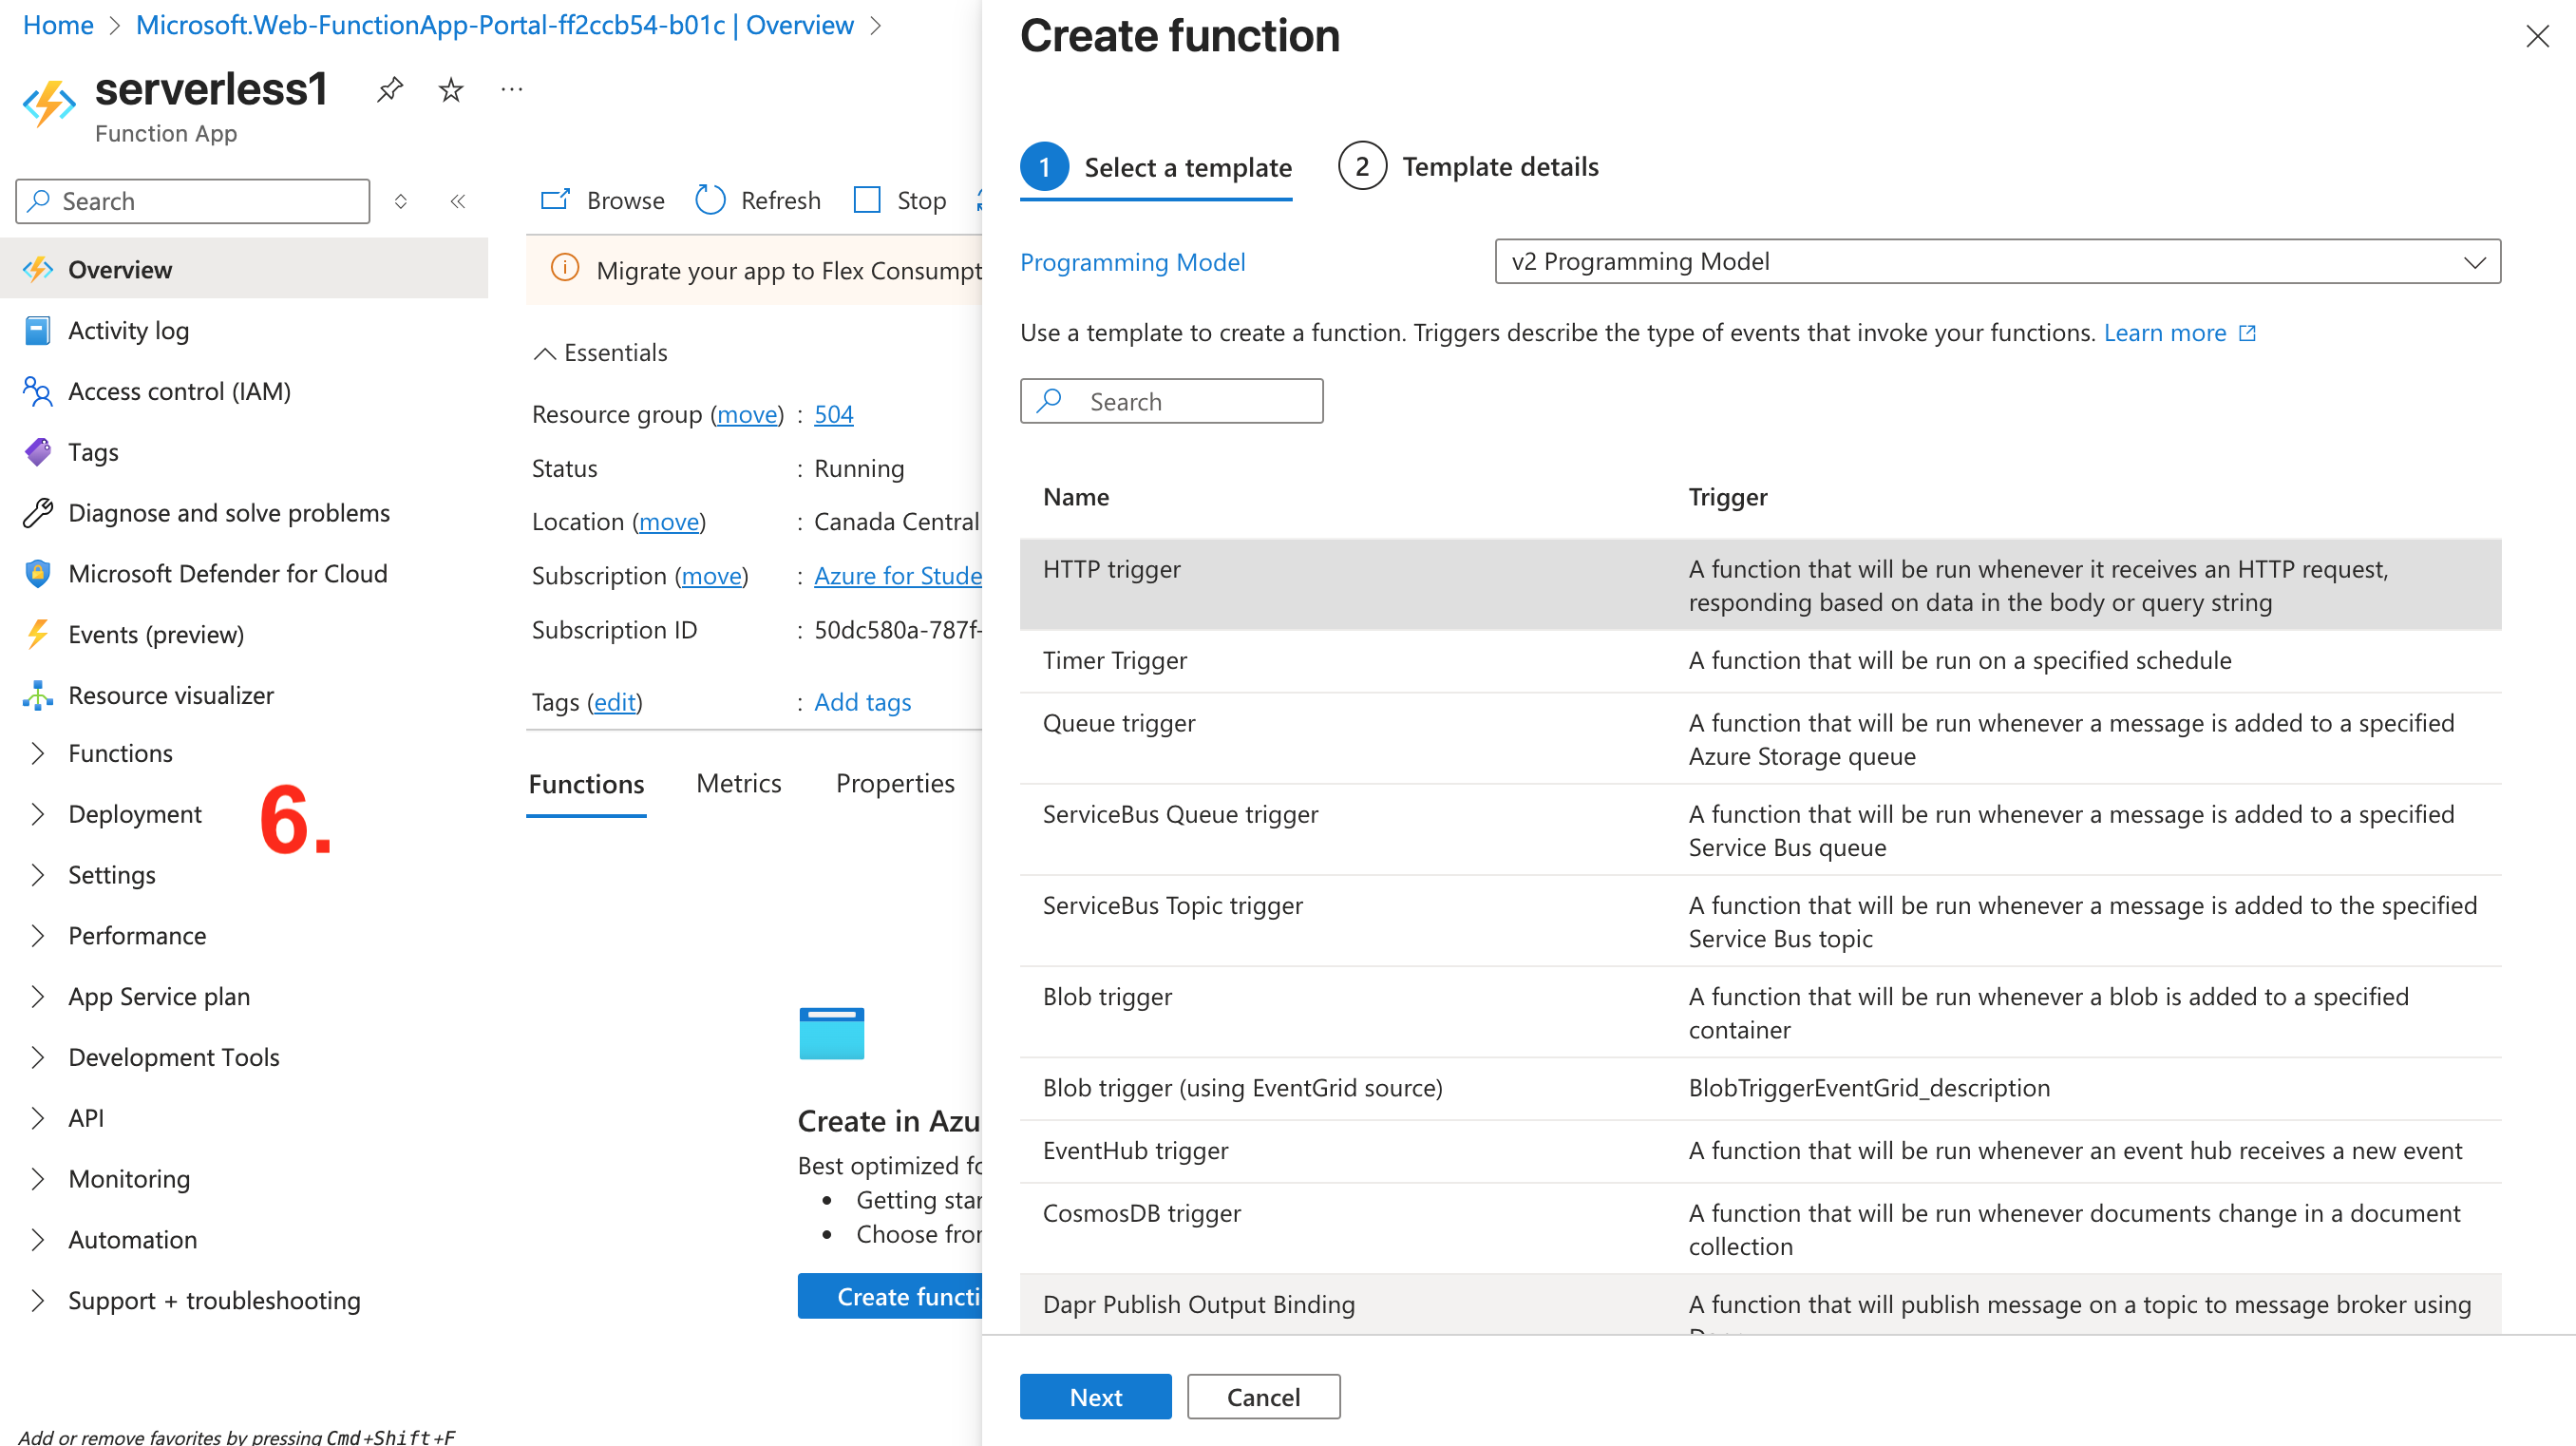 Home > Microsoft.Web-FunctionApp-Portal-ff2ccb54-b01c | Overview >
serverless1
Function App
Search
Overview
Activity log
Access control (IAM)
Tags
Diagnose and solve problems
Microsoft Defender for Cloud
Events (preview)
Resource visualizer
Functions
Deployment
6.
Settings
Performance
App Service plan
Development Tools
API
Monitoring
Automation
Support + troubleshooting
Add or remove favorites by pressing Cmd+Shift+F
Browse Refresh Stop
Migrate your app to Flex Consumpt
Essentials
Resource group (move) : 504
Status : Running
Location (move) : Canada Central
Subscription (move) : Azure for Stude
Subscription ID : 50dc580a-787f-
Tags (edit) : Add tags
Functions Metrics Properties
Create in Azu
Best optimized fo
• Getting star
• Choose fror
Create functi
Create function
1 Select a template 2 Template details
Programming Model v2 Programming Model
Use a template to create a function. Triggers describe the type of events that invoke your functions. Learn more
Search
Name Trigger
HTTP trigger A function that will be run whenever it receives an HTTP request,
responding based on data in the body or query string
Timer Trigger A function that will be run on a specified schedule
Queue trigger A function that will be run whenever a message is added to a specified
Azure Storage queue
ServiceBus Queue trigger A function that will be run whenever a message is added to a specified
Service Bus queue
ServiceBus Topic trigger A function that will be run whenever a message is added to the specified
Service Bus topic
Blob trigger A function that will be run whenever a blob is added to a specified
container
Blob trigger (using EventGrid source) BlobTriggerEventGrid_description
EventHub trigger A function that will be run whenever an event hub receives a new event
CosmosDB trigger A function that will be run whenever documents change in a document
collection
Dapr Publish Output Binding A function that will publish message on a topic to message broker using
Next Cancel